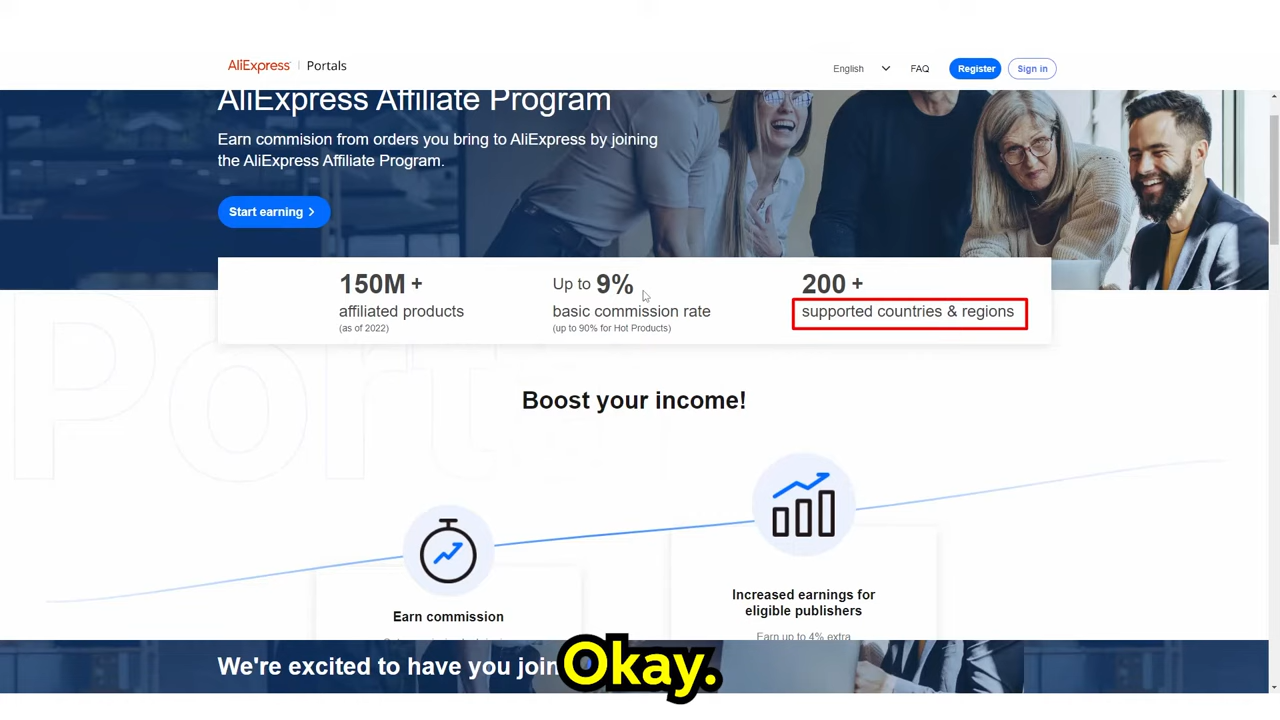 AliExpress Portals
English
FAQ
Register
Sign in
AliExpress Affiliate Program
Earn commision from orders you bring to AliExpress by joining
the AliExpress Affiliate Program.
Start earning
150M +
affiliated products
(as of 2022)
Up to 9%
basic commission rate
(up to 90% for Hot Products)
200 +
supported countries & regions
Port
Boost your income!
Earn commission
Increased earnings for
eligible publishers
Earn up to 4% extra
We're excited to have you join
Okay.